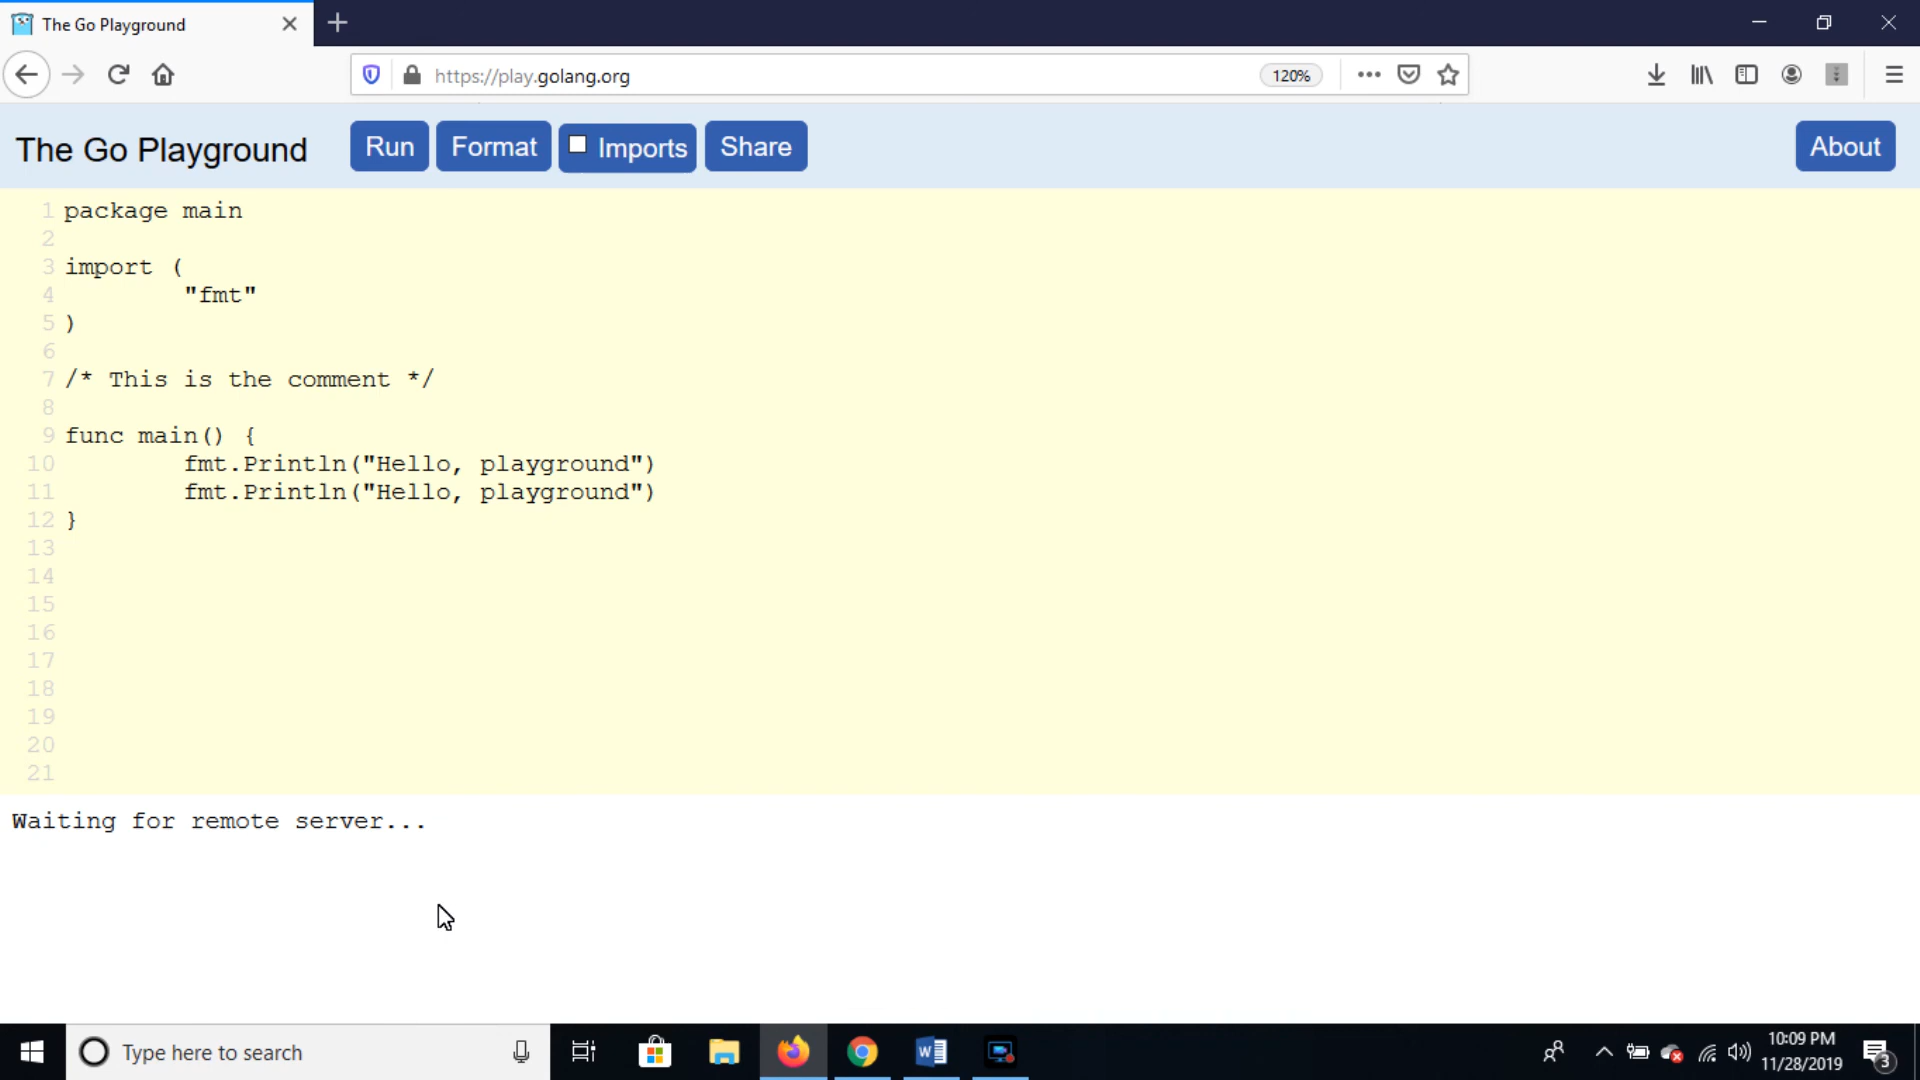 The Go Playground
https://play.golang.org
120%
The Go Playground
Run
Format
Imports
Share
About
1 package main
2
3 import (
4 "fmt"
5 )
6
7 /* This is the comment */
8
9 func main() {
10 fmt.Println("Hello, playground")
11 fmt.Println("Hello, playground")
12 }
13
14
15
16
17
18
19
20
21
Waiting for remote server...
Type here to search
10:09 PM
11/28/2019
3